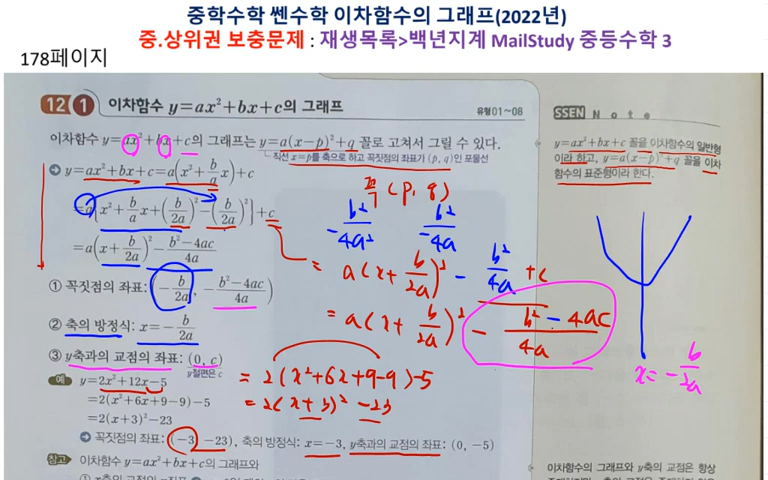 중학수학 쎈수학 이차함수의 그래프(2022년)
중.상위권 보충문제 : 재생목록>백년지계 MailStudy 중등수학 3
178페이지
12 1 이차함수 y=ax²+bx+c의 그래프
유형01~08
이차함수 y=ax²+bx+c의 그래프는 y=a(x-p)²+q 꼴로 고쳐서 그릴 수 있다.
직선 x=p를 축으로 하고 꼭짓점의 좌표가 (p, q)인 포물선
y=ax²+bx+c=a(x²+b/a x)+c
=a{x²+b/a x+(b/2a)²-(b/2a)²}+c
=a(x+b/2a)²-b²-4ac/4a
① 꼭짓점의 좌표: (-b/2a, -b²-4ac/4a)
② 축의 방정식: x=-b/2a
③ y축과의 교점의 좌표: (0, c)
y절편은 c
예 y=2x²+12x-5
=2(x²+6x+9-9)-5
=2(x+3)²-23
꼭짓점의 좌표: (-3, -23), 축의 방정식: x=-3, y축과의 교점의 좌표: (0, -5)
참고 이차함수 y=ax²+bx+c의 그래프와
(p, q)
-b²/4a² -b²/4a
= a(x+b/2a)² - b²/4a +c
= a(x+b/2a)² - b²-4ac/4a
= 2(x²+6x+9-9)-5
= 2(x+3)² -23
SSEN Note
y=ax²+bx+c 꼴을 이차함수의 일반형
이라 하고, y=a(x-p)²+q 꼴을 이차
함수의 표준형이라 한다.
x=-b/2a
이차함수의 그래프와 y축의 교점은 항상